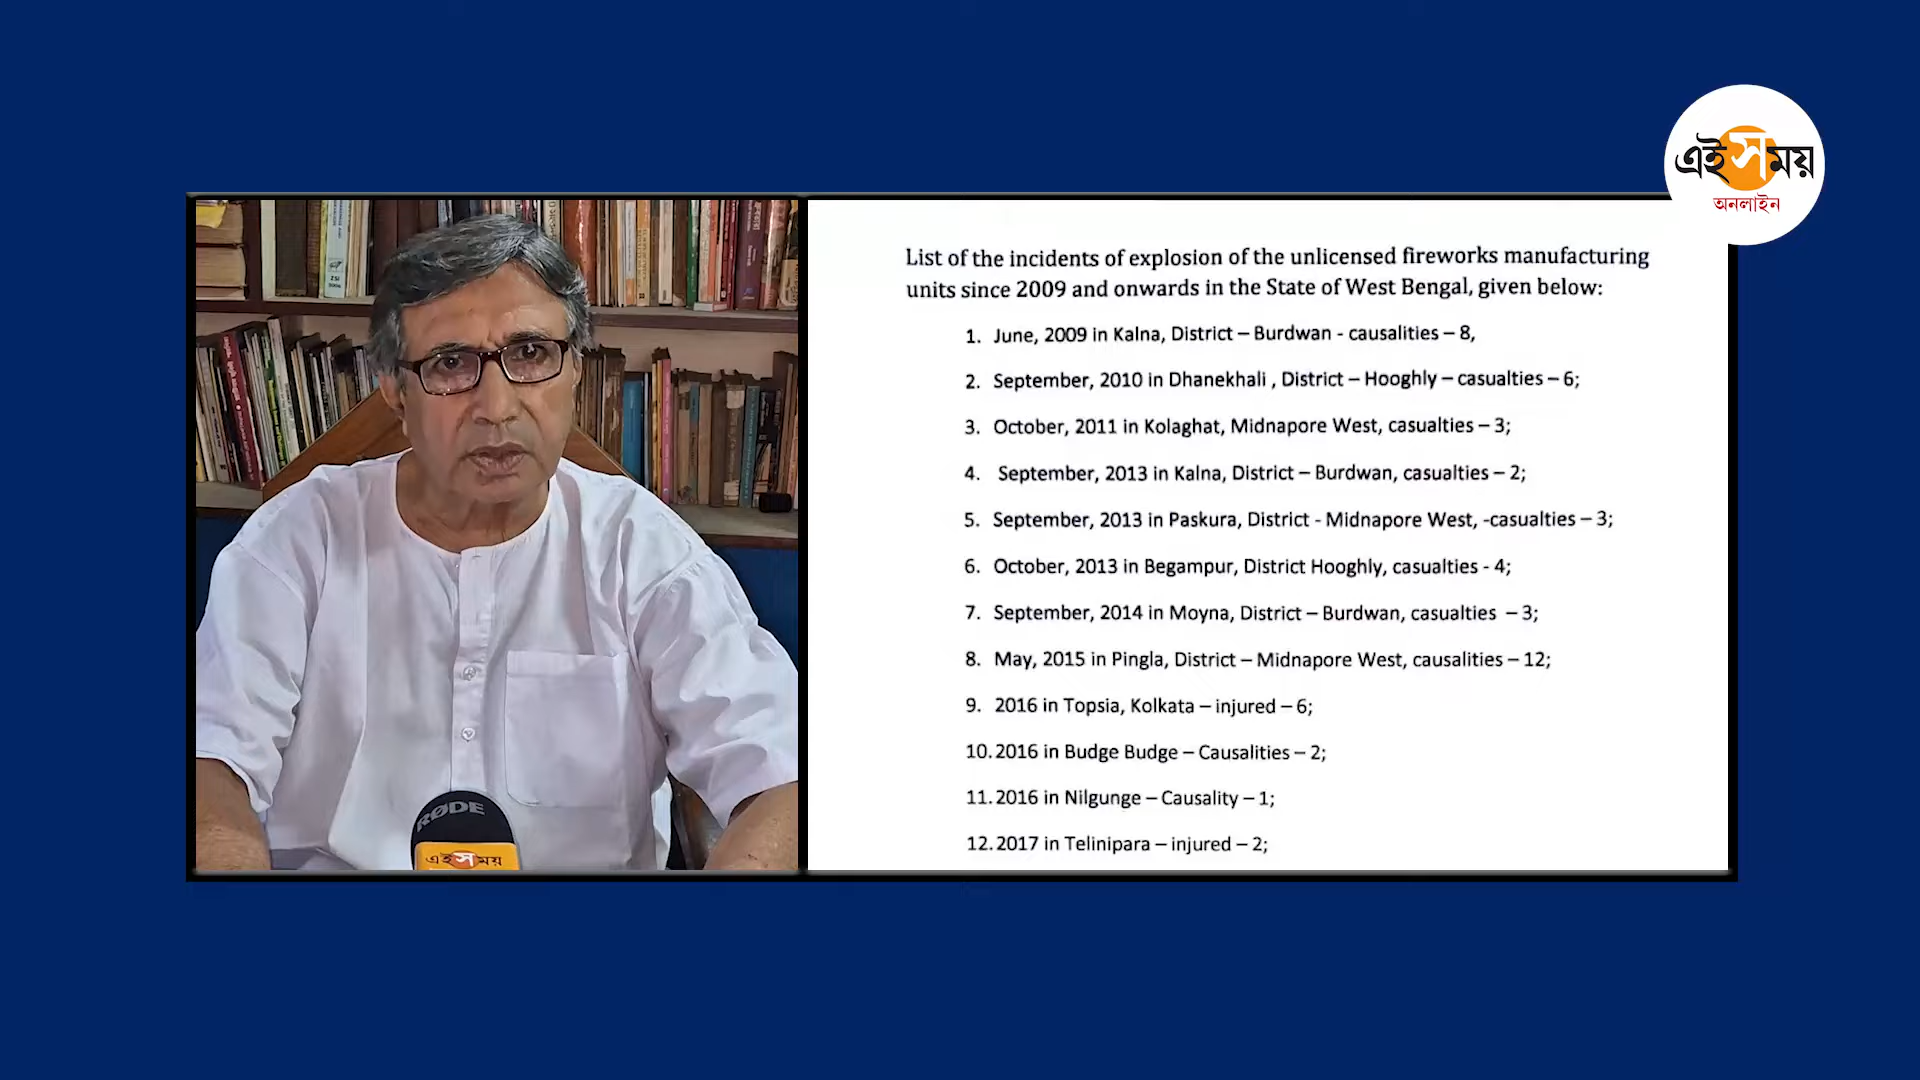 এই সময়
অনলাইন
List of the incidents of explosion of the unlicensed fireworks manufacturing
units since 2009 and onwards in the State of West Bengal, given below:
1. June, 2009 in Kalna, District – Burdwan - causalities – 8,
2. September, 2010 in Dhanekhali , District – Hooghly – casualties – 6;
3. October, 2011 in Kolaghat, Midnapore West, casualties – 3;
4. September, 2013 in Kalna, District – Burdwan, casualties – 2;
5. September, 2013 in Paskura, District - Midnapore West, -casualties – 3;
6. October, 2013 in Begampur, District Hooghly, casualties - 4;
7. September, 2014 in Moyna, District – Burdwan, casualties – 3;
8. May, 2015 in Pingla, District – Midnapore West, causalities – 12;
9. 2016 in Topsia, Kolkata – injured – 6;
10. 2016 in Budge Budge – Causalities – 2;
11. 2016 in Nilgunge – Causality – 1;
12. 2017 in Telinipara – injured – 2;
RØDE
এই সময়